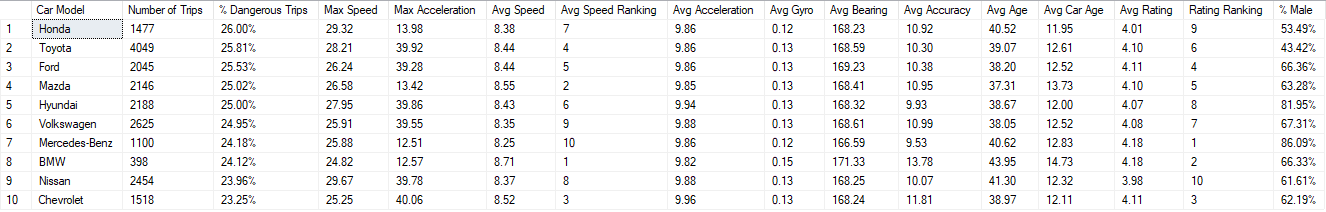 Car Model Number of Trips % Dangerous Trips Max Speed Max Acceleration Avg Speed Avg Speed Ranking Avg Acceleration Avg Gyro Avg Bearing Avg Accuracy Avg Age Avg Car Age Avg Rating Rating Ranking % Male
1 Honda 1477 26.00% 29.32 13.98 8.38 7 9.86 0.12 168.23 10.92 40.52 11.95 4.01 9 53.49%
2 Toyota 4049 25.81% 28.21 39.92 8.44 4 9.86 0.13 168.59 10.30 39.07 12.61 4.10 6 43.42%
3 Ford 2045 25.53% 26.24 39.28 8.44 5 9.86 0.13 169.23 10.38 38.20 12.52 4.11 4 66.36%
4 Mazda 2146 25.02% 26.58 13.42 8.55 2 9.86 0.13 168.41 10.95 37.31 13.73 4.10 5 63.28%
5 Hyundai 2188 25.00% 27.95 39.86 8.43 6 9.94 0.13 168.32 9.93 38.67 12.00 4.07 8 81.95%
6 Volkswagen 2625 24.95% 25.91 39.55 8.35 9 9.88 0.13 168.61 10.99 38.05 12.52 4.08 7 67.31%
7 Mercedes-Benz 1100 24.18% 25.88 12.51 8.25 10 9.86 0.12 166.59 9.53 40.62 12.83 4.18 1 86.09%
8 BMW 398 24.12% 24.82 12.57 8.71 1 9.82 0.15 171.33 13.78 43.95 14.73 4.18 2 66.33%
9 Nissan 2454 23.96% 29.67 39.78 8.37 8 9.88 0.13 168.25 10.07 41.30 12.32 3.98 10 61.61%
10 Chevrolet 1518 23.25% 25.25 40.06 8.52 3 9.96 0.13 168.24 11.81 38.97 12.11 4.11 3 62.19%